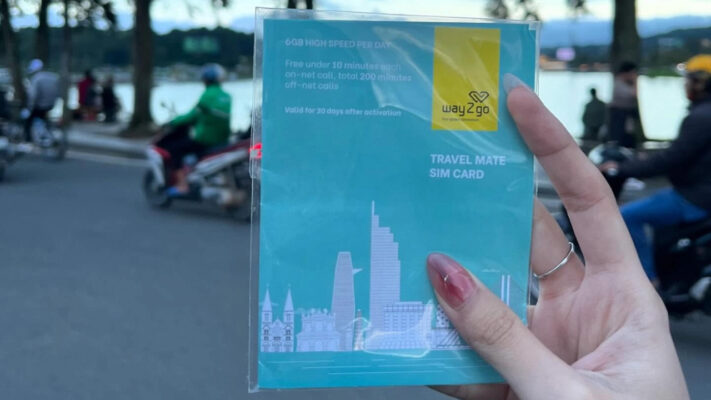 6GB HIGH SPEED PER DAY
Free under 10 minutes each
on-net call, total 200 minutes
off-net calls
Valid for 30 days after activation
way2go
TRAVEL MATE
SIM CARD